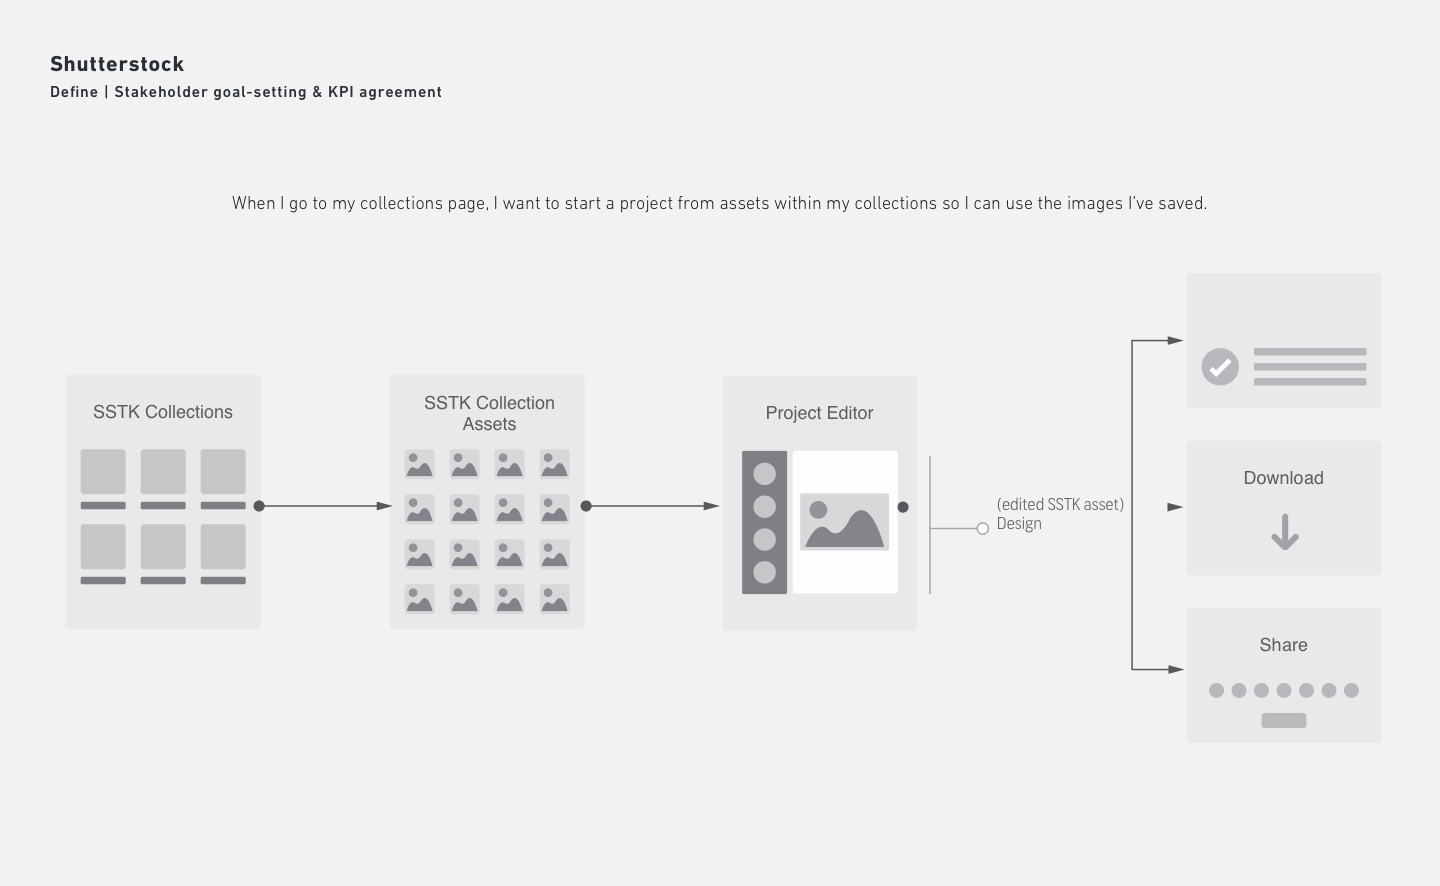 Shutterstock
Define | Stakeholder goal-setting & KPI agreement
When I go to my collections page, I want to start a project from assets within my collections so I can use the images I've saved.
SSTK Collections
SSTK Collection
Assets
Project Editor
(edited SSTK asset)
Design
Download
Share